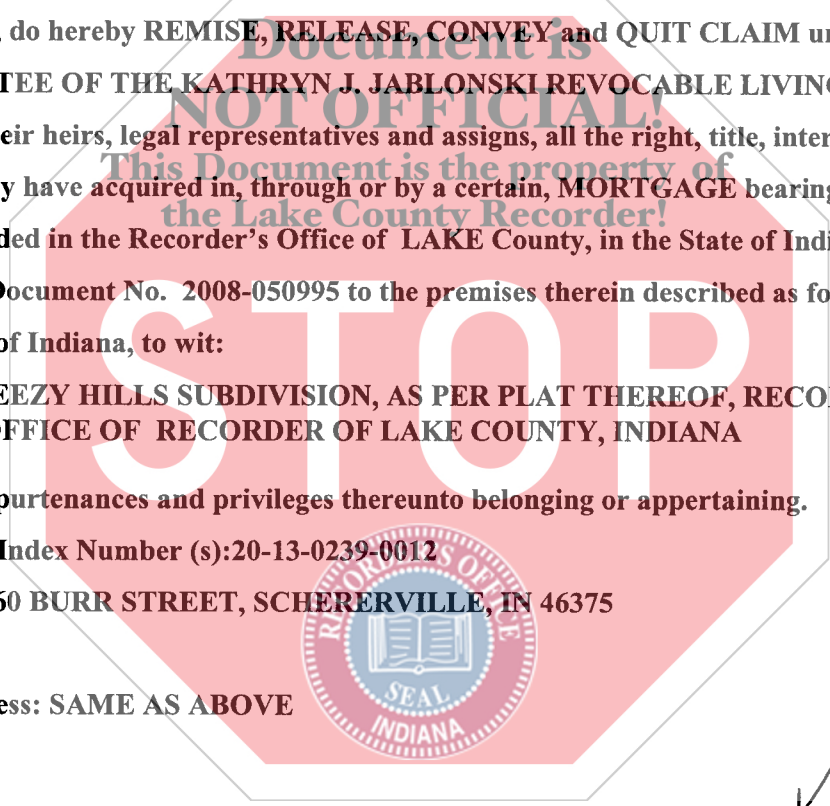 do hereby REMISE, RELEASE, CONVEY and QUIT CLAIM
Document is
TEE OF THE KATHRYN J. JABLONSKI REVOCABLE LIVING
NOT OFFICIAL!
eir heirs, legal representatives and assigns, all the right, title, inter
This Document is the property of
y have acquired in, through or by a certain, MORTGAGE bearing
the Lake County Recorder!
ded in the Recorder's Office of LAKE County, in the State of Indi
Document No. 2008-050995 to the premises therein described as fo
of Indiana, to wit:
STOP
EEZY HILLS SUBDIVISION, AS PER PLAT THEREOF, RECO
FFICE OF RECORDER OF LAKE COUNTY, INDIANA
purtenances and privileges thereunto belonging or appertaining.
Index Number (s):20-13-0239-0012
60 BURR STREET, SCHERERVILLE, IN 46375
RECORDER'S OFFICE
SEAL
INDIANA
ess: SAME AS ABOVE